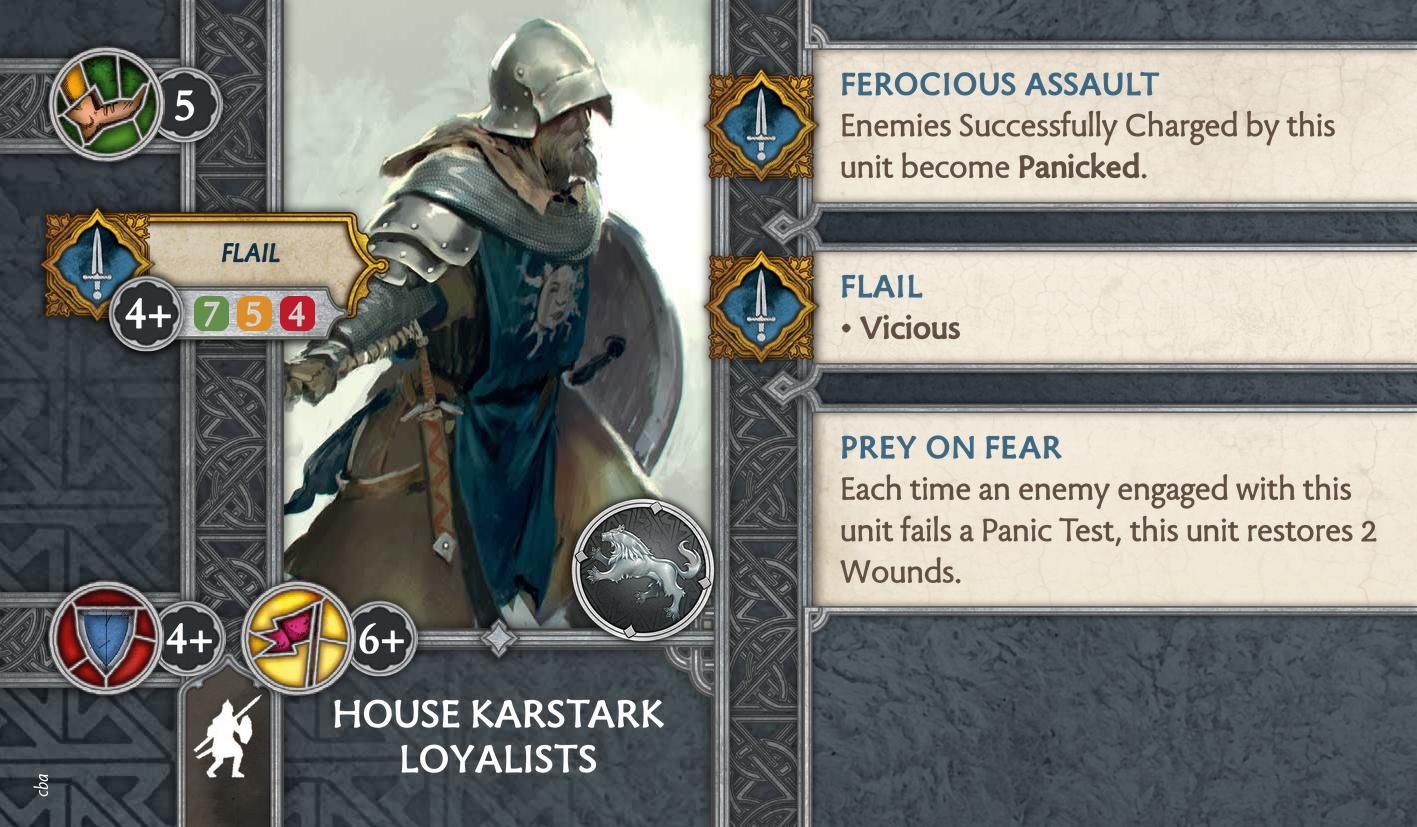 5
FLAIL
4+ 7 5 4
4+ 6+
HOUSE KARSTARK
LOYALISTS
cba
FEROCIOUS ASSAULT
Enemies Successfully Charged by this
unit become Panicked.
FLAIL
• Vicious
PREY ON FEAR
Each time an enemy engaged with this
unit fails a Panic Test, this unit restores 2
Wounds.